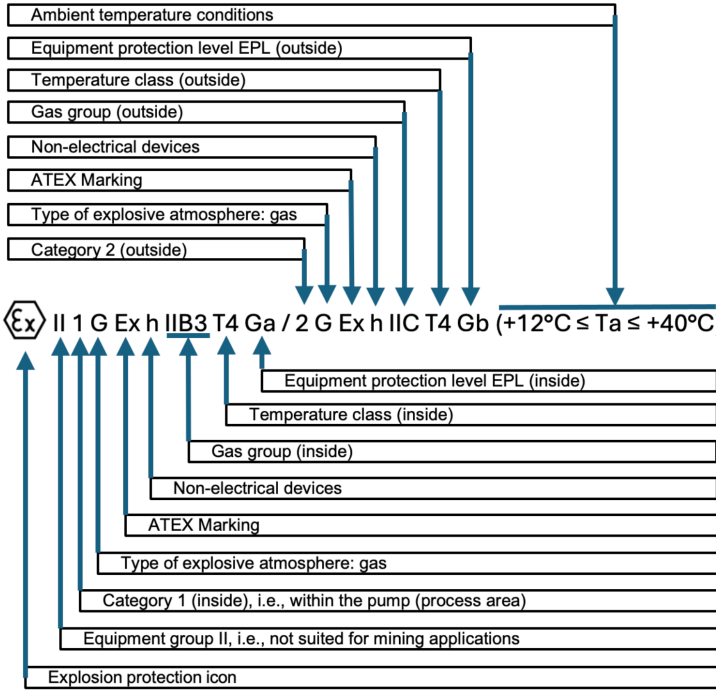 Ambient temperature conditions
Equipment protection level EPL (outside)
Temperature class (outside)
Gas group (outside)
Non-electrical devices
ATEX Marking
Type of explosive atmosphere: gas
Category 2 (outside)
Ex II 1 G Ex h IIB3 T4 Ga / 2 G Ex h IIC T4 Gb (+12°C ≤ Ta ≤ +40°C
Equipment protection level EPL (inside)
Temperature class (inside)
Gas group (inside)
Non-electrical devices
ATEX Marking
Type of explosive atmosphere: gas
Category 1 (inside), i.e., within the pump (process area)
Equipment group II, i.e., not suited for mining applications
Explosion protection icon